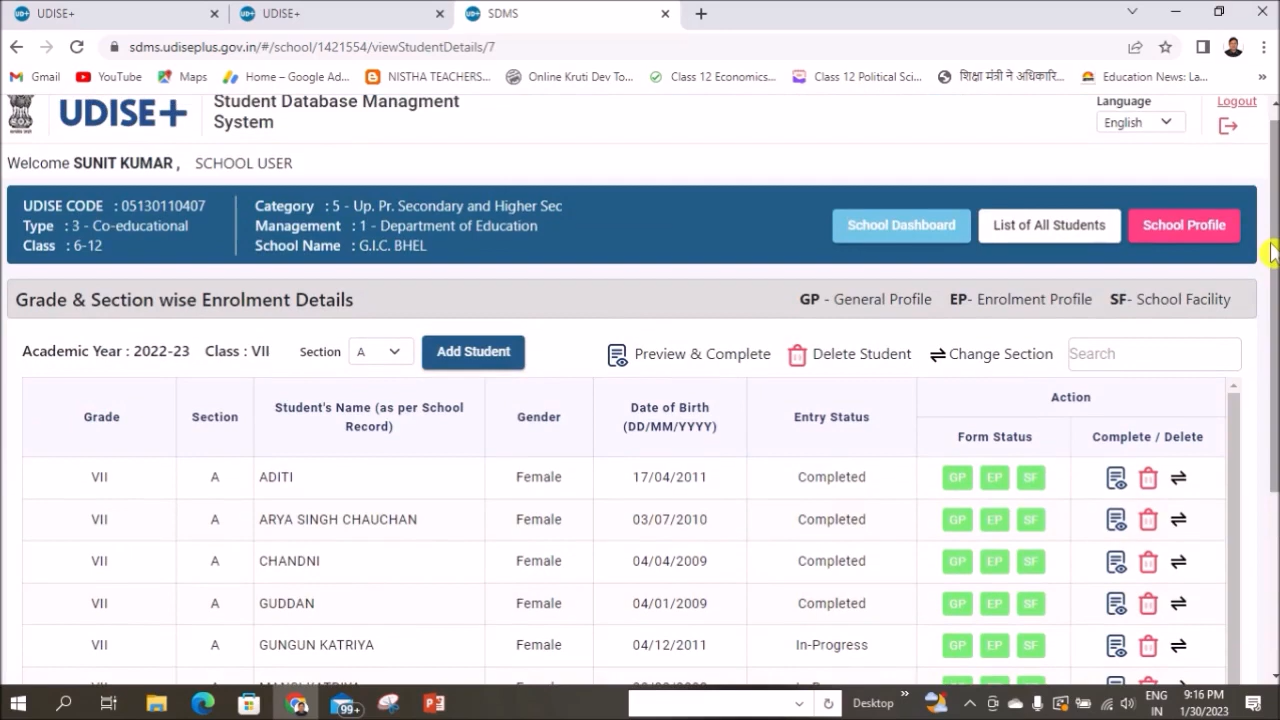 UDISE+
UDISE+
SDMS
sdms.udiseplus.gov.in/#/school/1421554/viewStudentDetails/7
Gmail YouTube Maps Home – Google Ad... NISTHA TEACHERS... Online Kruti Dev To... Class 12 Economics... Class 12 Political Sci... शिक्षा मंत्री ने अधिकारि... Education News: La...
UDISE+
Student Database Managment
System
Language
English
Logout
Welcome SUNIT KUMAR , SCHOOL USER
UDISE CODE : 05130110407
Type : 3 - Co-educational
Class : 6-12
Category : 5 - Up. Pr. Secondary and Higher Sec
Management : 1 - Department of Education
School Name : G.I.C. BHEL
School Dashboard
List of All Students
School Profile
Grade & Section wise Enrolment Details GP - General Profile EP- Enrolment Profile SF- School Facility
Academic Year : 2022-23 Class : VII Section A Add Student Preview & Complete Delete Student Change Section Search
Grade Section Student's Name (as per School Record) Gender Date of Birth (DD/MM/YYYY) Entry Status Action
Form Status Complete / Delete
VII A ADITI Female 17/04/2011 Completed GP EP SF
VII A ARYA SINGH CHAUCHAN Female 03/07/2010 Completed GP EP SF
VII A CHANDNI Female 04/04/2009 Completed GP EP SF
VII A GUDDAN Female 04/01/2009 Completed GP EP SF
VII A GUNGUN KATRIYA Female 04/12/2011 In-Progress GP EP SF
99+
Desktop
ENG
IN
9:16 PM
1/30/2023